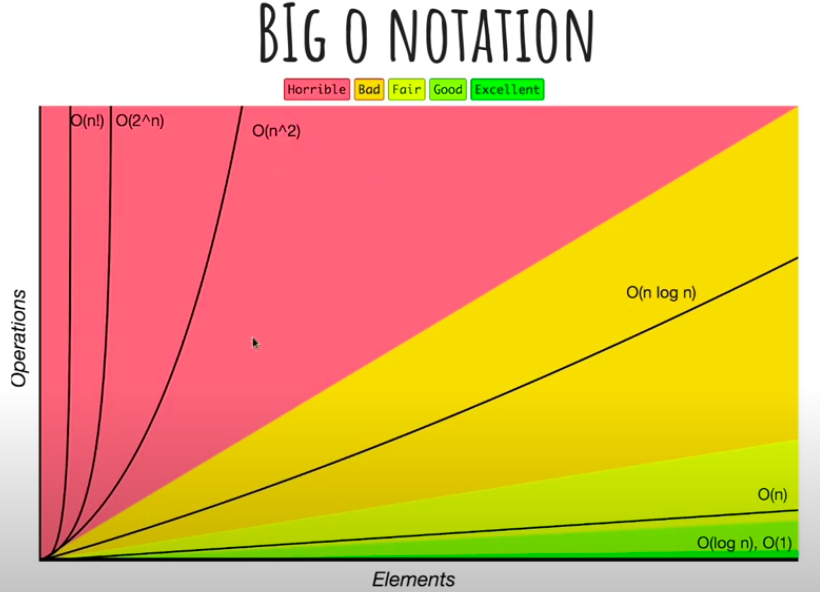 BIg O NOTATION
Horrible Bad Fair Good Excellent
O(n!) O(2^n)
O(n^2)
O(n log n)
O(n)
O(log n), O(1)
Operations
Elements